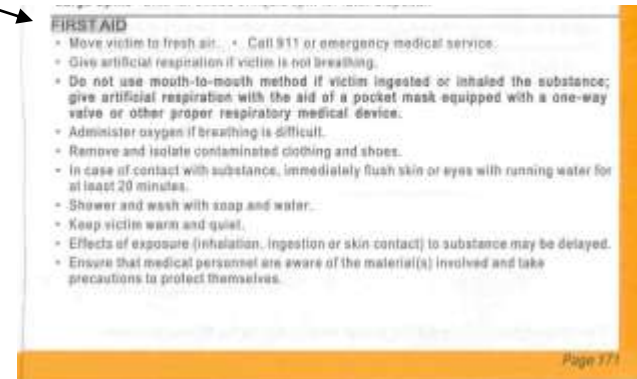 FIRST AID
• Move victim to fresh air. • Call 911 or emergency medical service.
• Give artificial respiration if victim is not breathing.
• Do not use mouth-to-mouth method if victim ingested or inhaled the substance;
give artificial respiration with the aid of a pocket mask equipped with a one-way
valve or other proper respiratory medical device.
• Administer oxygen if breathing is difficult.
• Remove and isolate contaminated clothing and shoes.
• In case of contact with substance, immediately flush skin or eyes with running water for
at least 20 minutes.
• Shower and wash with soap and water.
• Keep victim warm and quiet.
• Effects of exposure (inhalation, ingestion or skin contact) to substance may be delayed.
• Ensure that medical personnel are aware of the material(s) involved and take
precautions to protect themselves.
Page 171